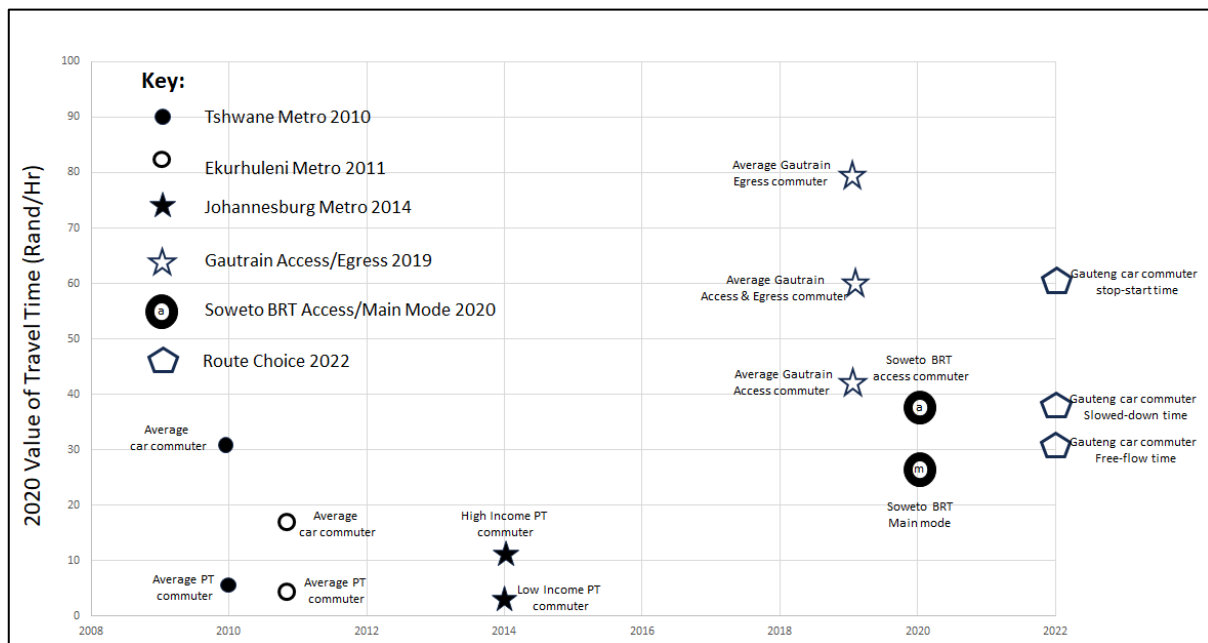 2020 Value of Travel Time (Rand/Hr)
100
90
80
70
60
50
40
30
20
10
0
Key:
Tshwane Metro 2010
Ekurhuleni Metro 2011
Johannesburg Metro 2014
Gautrain Access/Egress 2019
a
Soweto BRT Access/Main Mode 2020
Route Choice 2022
Average Gautrain
Egress commuter
Average Gautrain
Access & Egress commuter
Average Gautrain
Access commuter
Gauteng car commuter
stop-start time
Soweto BRT
access commuter
a
Gauteng car commuter
Slowed-down time
Gauteng car commuter
Free-flow time
m
Soweto BRT
Main mode
Average
car commuter
Average
car commuter
High Income PT
commuter
Average PT
commuter
Average PT
commuter
Low Income PT
commuter
2008
2010
2012
2014
2016
2018
2020
2022